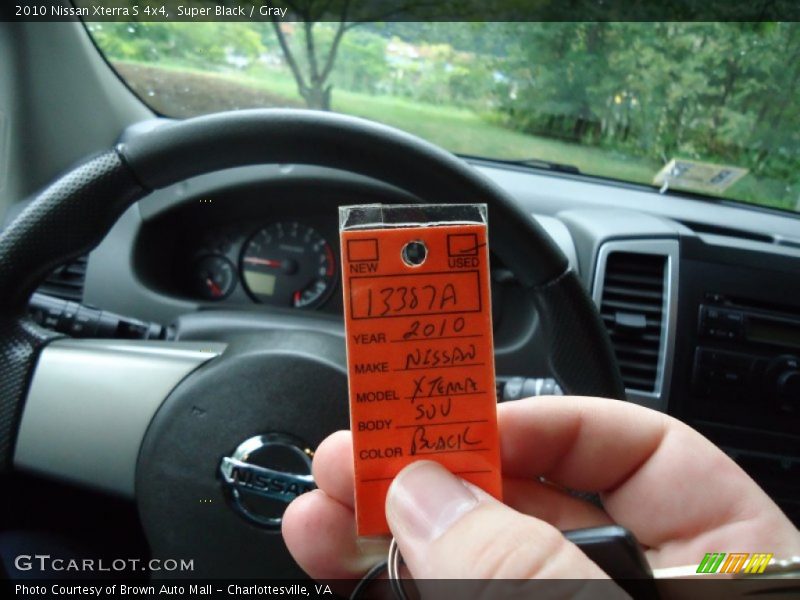 2010 Nissan Xterra S 4x4,  Super Black / Gray
NEW USED
13387A
YEAR 2010
MAKE NISSAN
MODEL XTERRA
BODY SUV
COLOR BLACK
NISSAN
GTCARLOT.COM
Photo Courtesy of Brown Auto Mall - Charlottesville, VA